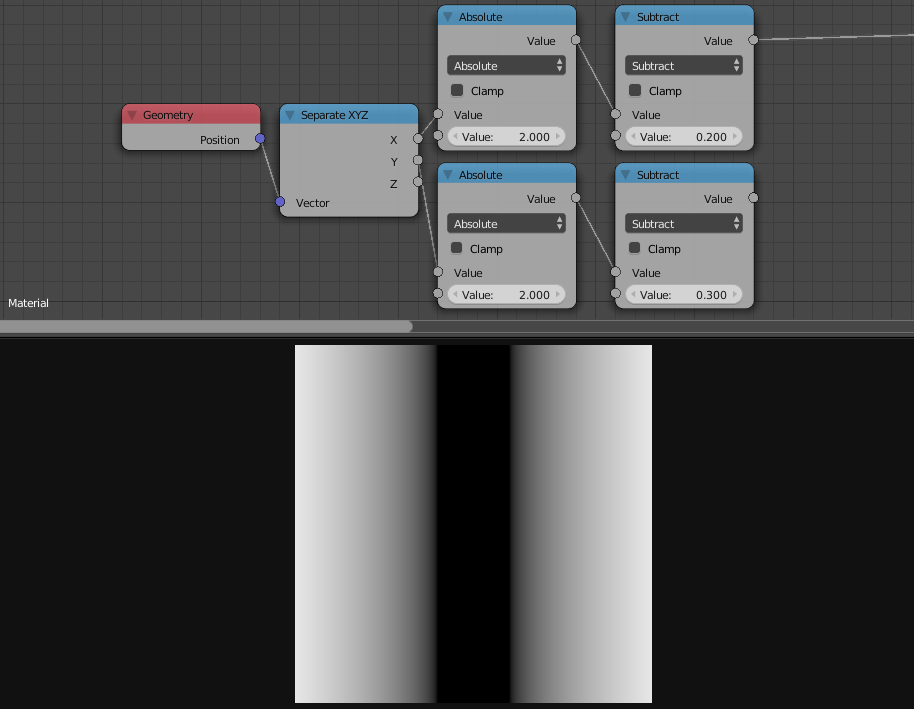 Absolute
Value
Absolute
Clamp
Value
Value: 2.000
Subtract
Value
Subtract
Clamp
Value
Value: 0.200
Geometry
Position
Separate XYZ
X
Y
Z
Vector
Absolute
Value
Absolute
Clamp
Value
Value: 2.000
Subtract
Value
Subtract
Clamp
Value
Value: 0.300
Material